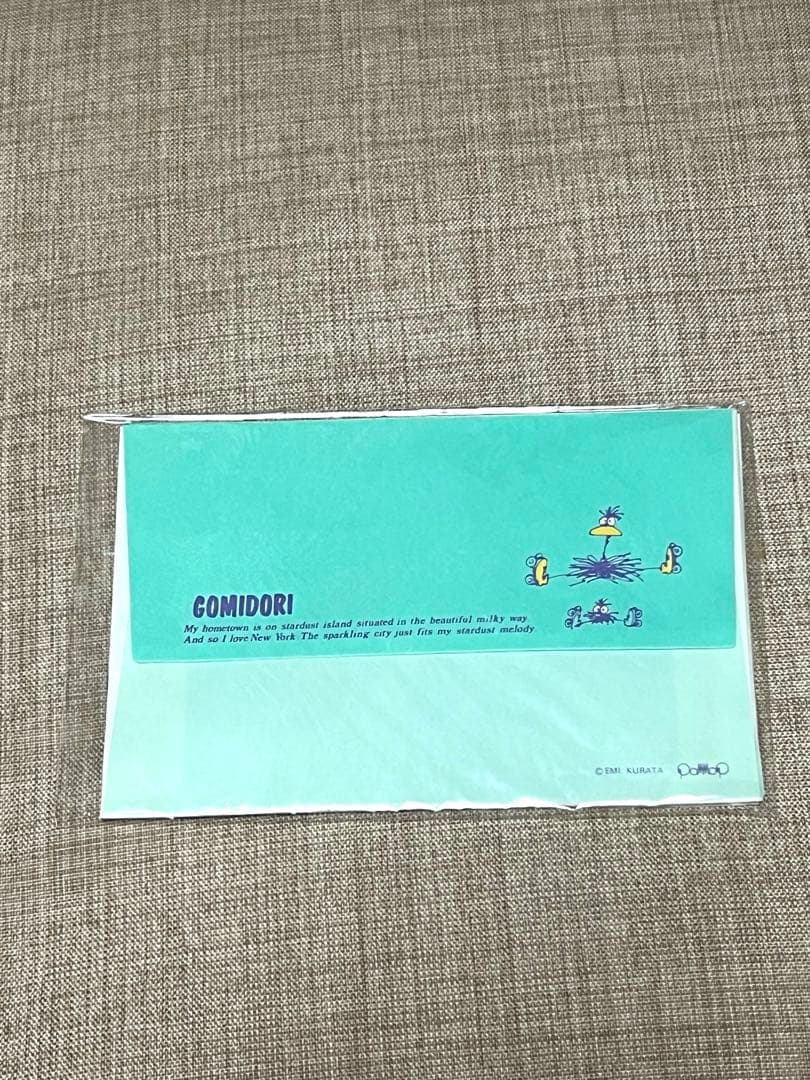 GOMIDORI
My hometown is on stardust island situated in the beautiful milky way.
And so I love New York The sparkling city just fits my stardust melody.
© EMI. KURATA